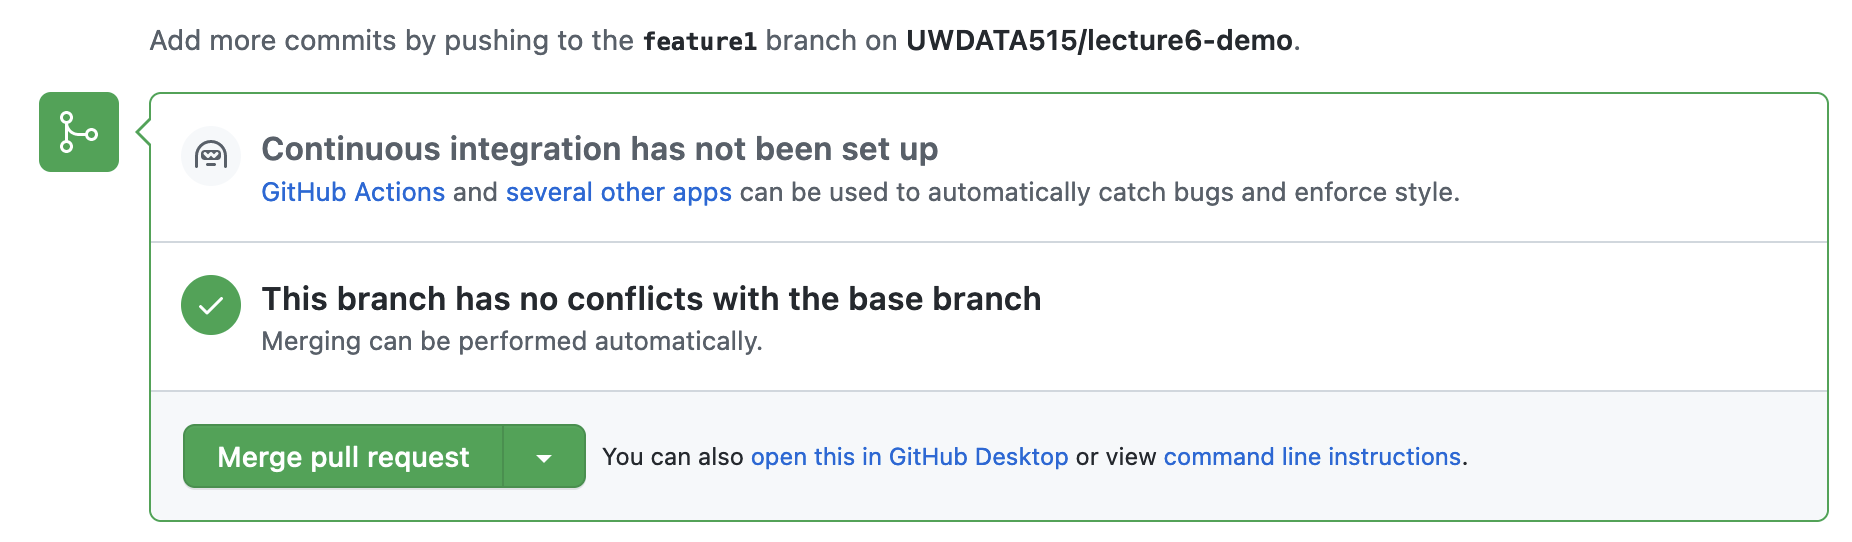 Add more commits by pushing to the feature1 branch on UWDATA515/lecture6-demo.
Continuous integration has not been set up
GitHub Actions and several other apps can be used to automatically catch bugs and enforce style.
This branch has no conflicts with the base branch
Merging can be performed automatically.
Merge pull request You can also open this in GitHub Desktop or view command line instructions.